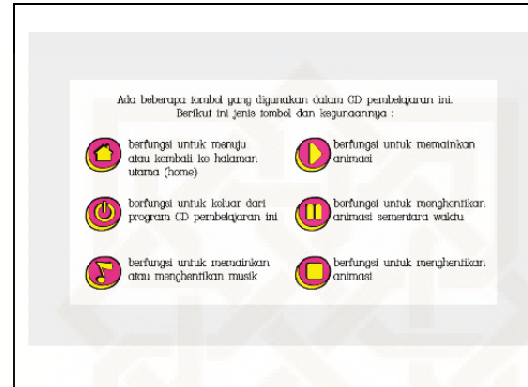 Ada beberapa tombol yang digunakan dalam CD pembelajaran ini.
Berikut ini jenis tombol dan kegunaannya :
berfungsi untuk menuju
atau kembali ke halaman
utama (home)
berfungsi untuk keluar dari
program CD pembelajaran ini
berfungsi untuk memainkan
atau menghentikan musik
berfungsi untuk memainkan
animasi
berfungsi untuk menghentikan
animasi sementara waktu
berfungsi untuk menghentikan
animasi